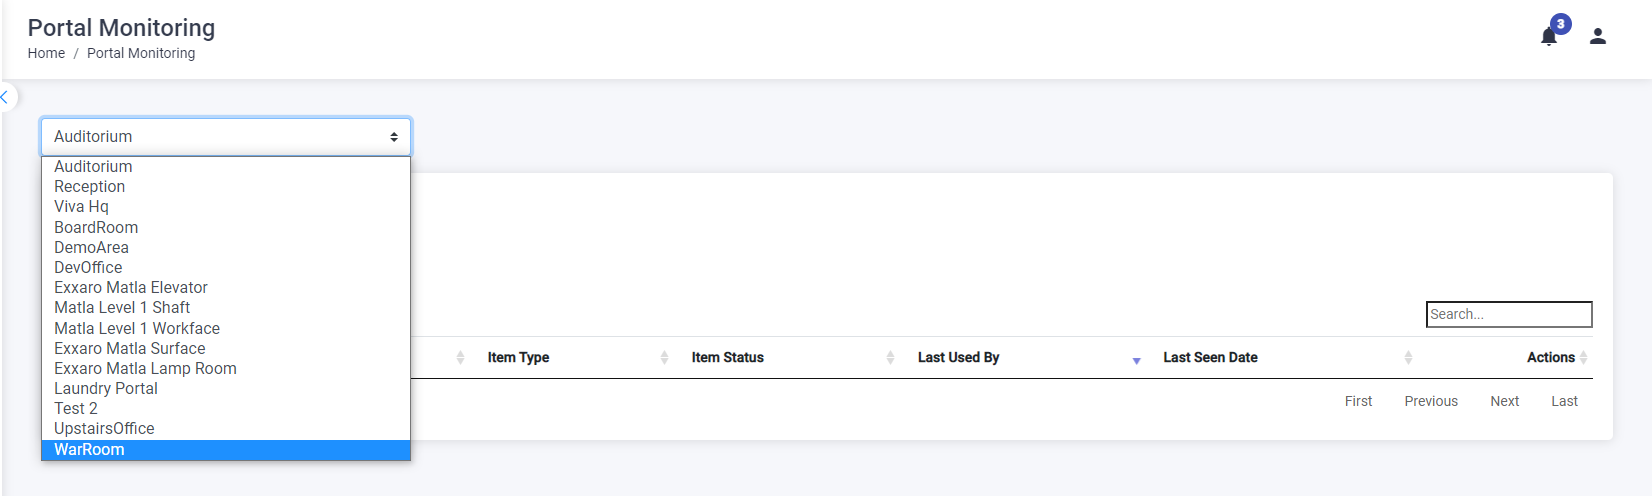 Portal Monitoring
3
Home / Portal Monitoring
Auditorium
Auditorium
Reception
Viva Hq
BoardRoom
DemoArea
DevOffice
Exxaro Matla Elevator
Matla Level 1 Shaft
Matla Level 1 Workface
Exxaro Matla Surface
Exxaro Matla Lamp Room
Laundry Portal
Test 2
UpstairsOffice
WarRoom
Search...
Item Type Item Status Last Used By Last Seen Date Actions
First Previous Next Last